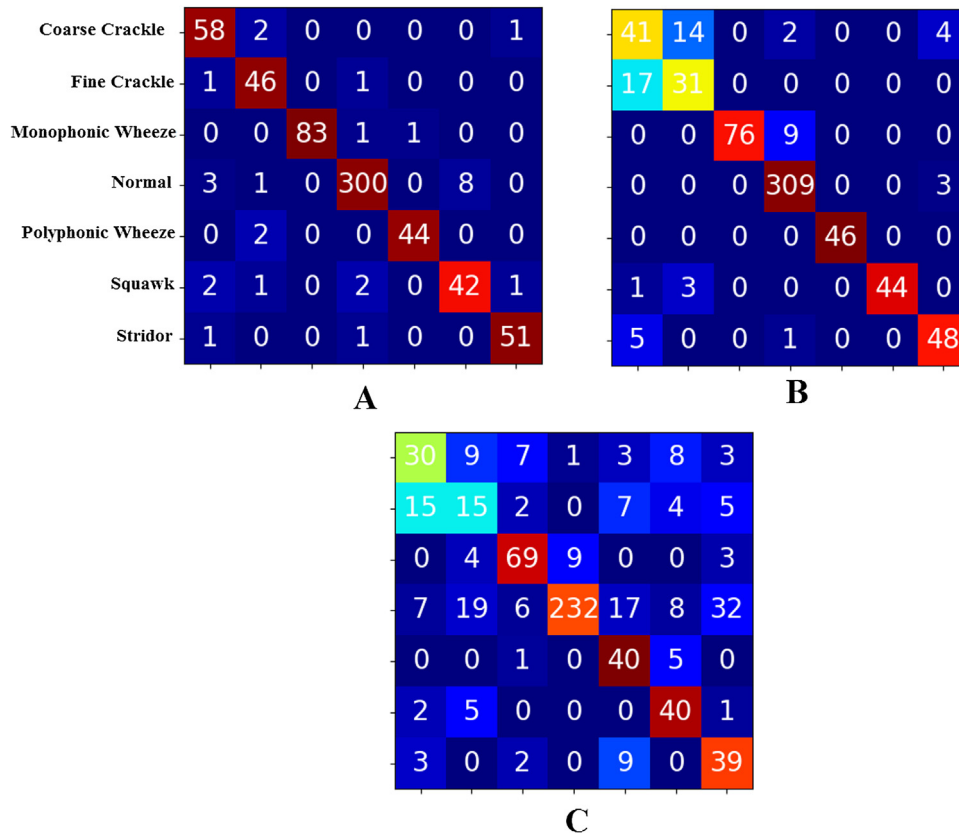 Coarse Crackle 58 2 0 0 0 0 1
Fine Crackle 1 46 0 1 0 0 0
Monophonic Wheeze 0 0 83 1 1 0 0
Normal 3 1 0 300 0 8 0
Polyphonic Wheeze 0 2 0 0 44 0 0
Squawk 2 1 0 2 0 42 1
Stridor 1 0 0 1 0 0 51
A
41 14 0 2 0 0 4
17 31 0 0 0 0 0
0 0 76 9 0 0 0
0 0 0 309 0 0 3
0 0 0 0 46 0 0
1 3 0 0 0 44 0
5 0 0 1 0 0 48
B
30 9 7 1 3 8 3
15 15 2 0 7 4 5
0 4 69 9 0 0 3
7 19 6 232 17 8 32
0 0 1 0 40 5 0
2 5 0 0 0 40 1
3 0 2 0 9 0 39
C